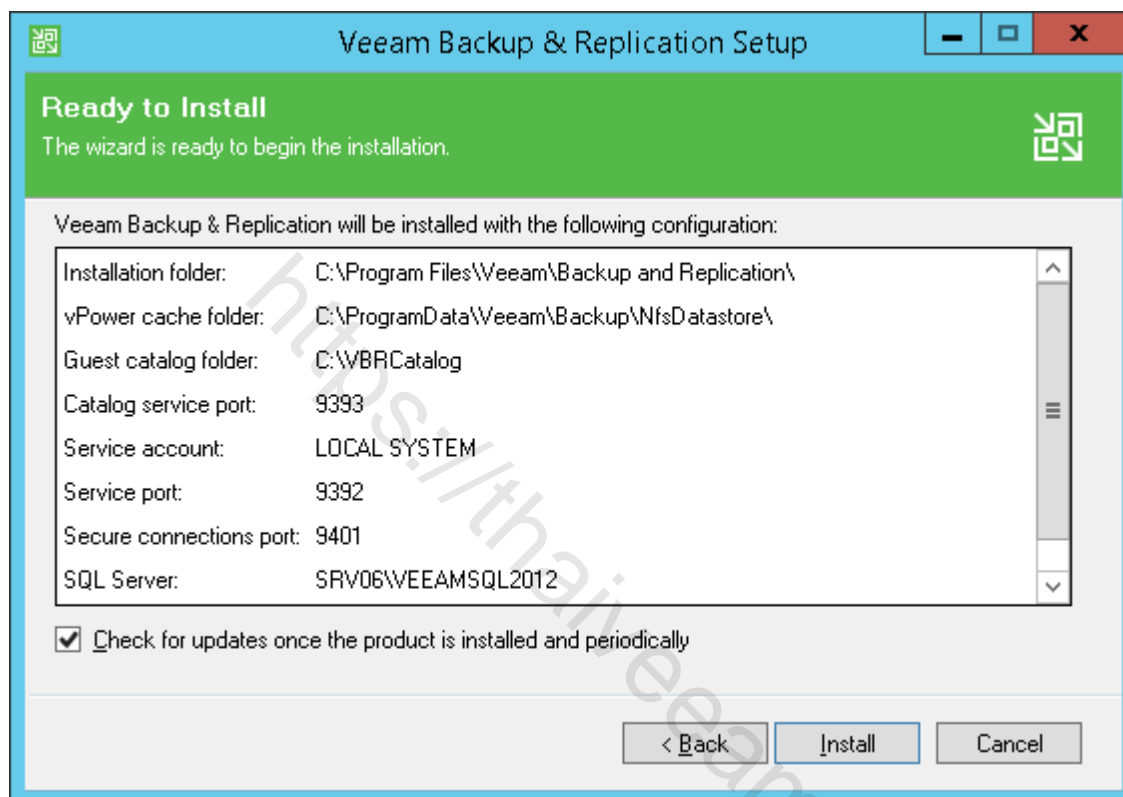 Veeam Backup & Replication Setup
Ready to Install
The wizard is ready to begin the installation.
Veeam Backup & Replication will be installed with the following configuration:
Installation folder: C:\Program Files\Veeam\Backup and Replication\
vPower cache folder: C:\ProgramData\Veeam\Backup\NfsDatastore\
Guest catalog folder: C:\VBRCatalog
Catalog service port: 9393
Service account: LOCAL SYSTEM
Service port: 9392
Secure connections port: 9401
SQL Server: SRV06\VEEAMSQL2012
Check for updates once the product is installed and periodically
< Back Install Cancel
https://thaiveeam